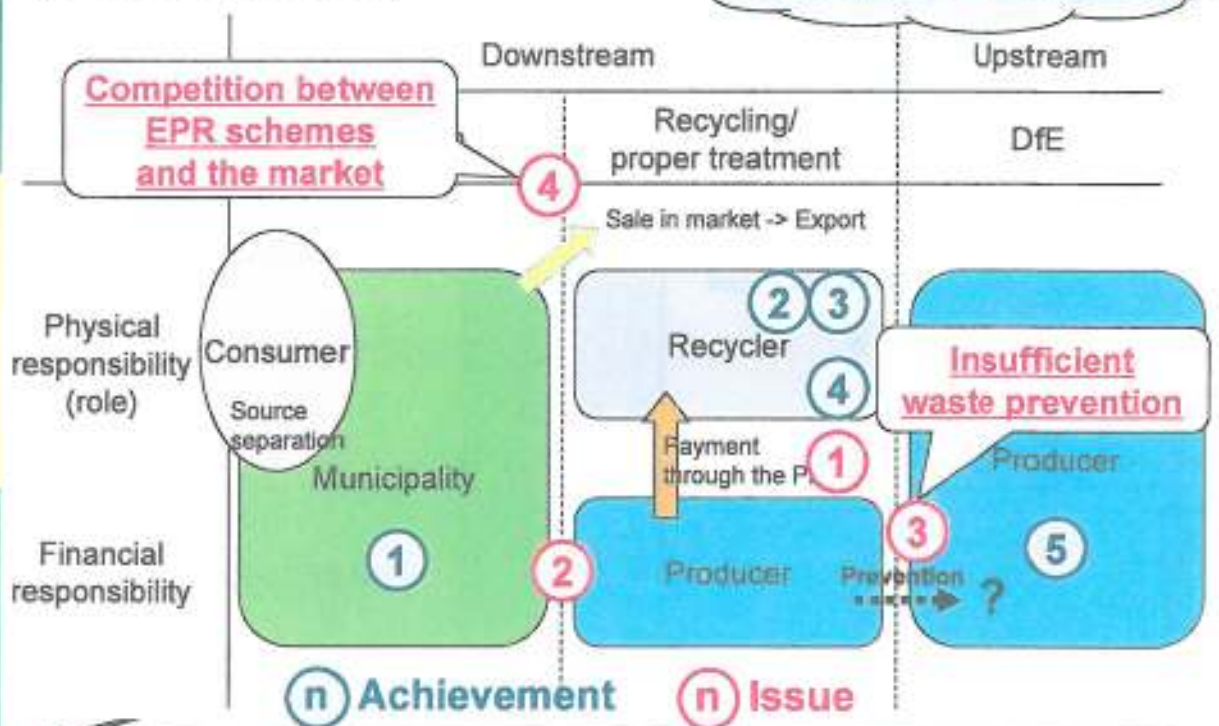 Downstream
Upstream
Competition between
EPR schemes
and the market
Recycling/
proper treatment
DfE
4
Sale in market -> Export
Physical
responsibility
(role)
Consumer
Source
separation
Municipality
2
3
Recycler
4
Insufficient
waste prevention
Payment
through the
1
Producer
Financial
responsibility
1
2
Producer
Prevention
?
3
5
n Achievement
n Issue